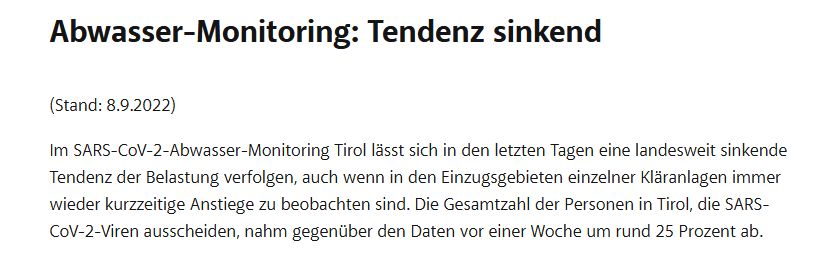 Abwasser-Monitoring: Tendenz sinkend
(Stand: 8.9.2022)
Im SARS-CoV-2-Abwasser-Monitoring Tirol lässt sich in den letzten Tagen eine landesweit sinkende
Tendenz der Belastung verfolgen, auch wenn in den Einzugsgebieten einzelner Kläranlagen immer
wieder kurzzeitige Anstiege zu beobachten sind. Die Gesamtzahl der Personen in Tirol, die SARS-
CoV-2-Viren ausscheiden, nahm gegenüber den Daten vor einer Woche um rund 25 Prozent ab.